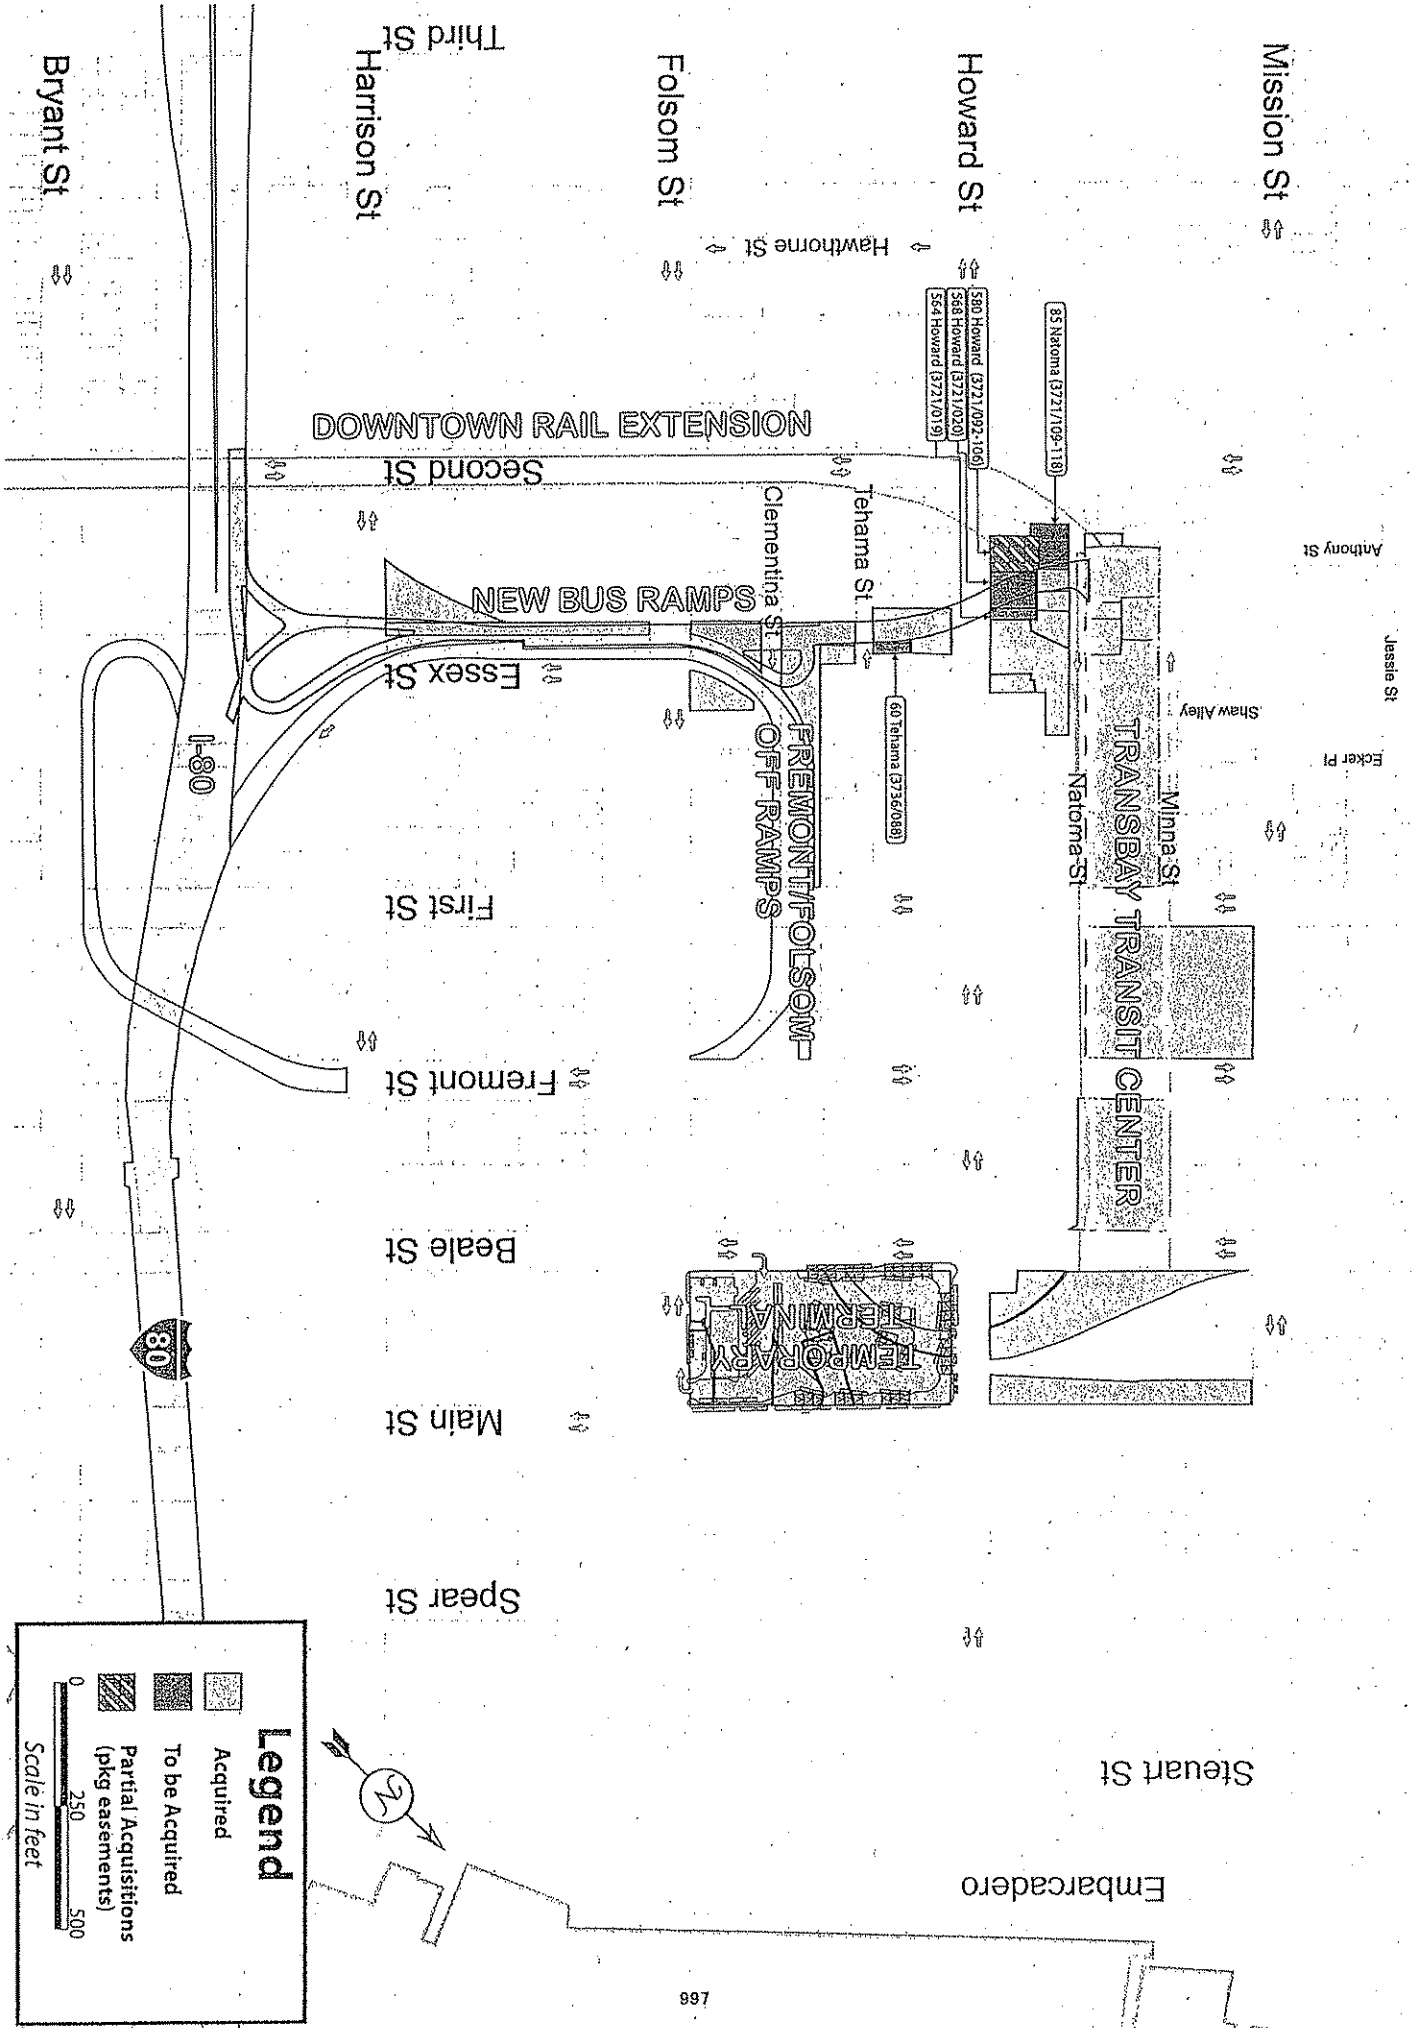 Mission St
Howard St
Folsom St
Harrison St
Bryant St
Third St
Hawthorne St
Second St
Essex St
First St
Fremont St
Beale St
Main St
Spear St
Steuart St
Embarcadero
Anthony St
Jessie St
Shaw Alley
Ecker Pl
Minna St
Natoma St
Tehama St
Clementina St
85 Natoma (3721/109-118)
580 Howard (3721/092-106)
568 Howard (3721/020)
564 Howard (3721/019)
60 Tehama (3736/088)
DOWNTOWN RAIL EXTENSION
NEW BUS RAMPS
FREMONT/FOLSOM
OFF-RAMPS
TRANSBAY TRANSIT CENTER
TEMPORARY
TERMINAL
I-80
80
Legend
Acquired
To be Acquired
Partial Acquisitions
(pkg easements)
0 250 500
Scale in feet
N
997